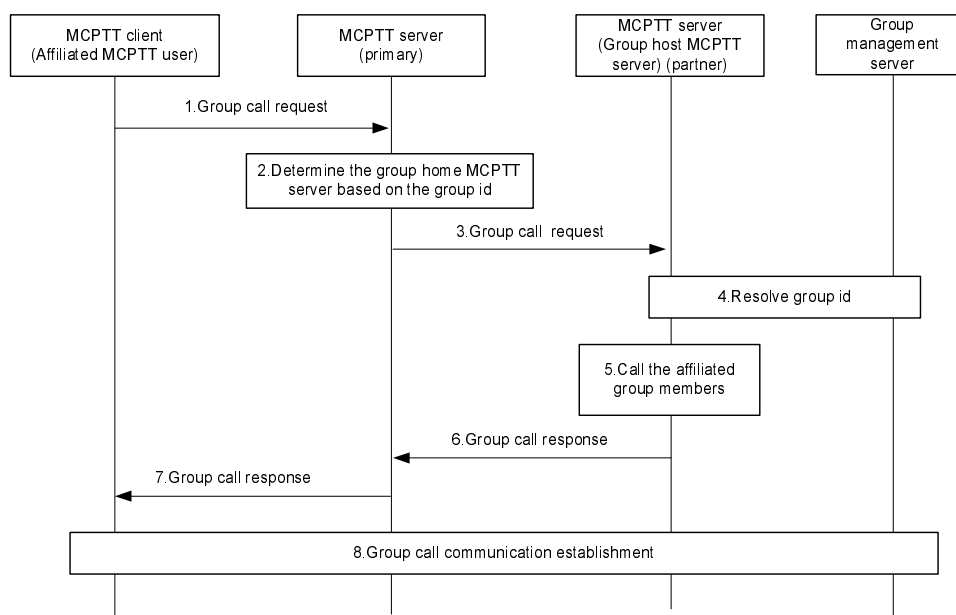 MCPTT client
(Affiliated MCPTT user)
MCPTT server
(primary)
MCPTT server
(Group host MCPTT
server) (partner)
Group
management
server
1.Group call request
2.Determine the group home MCPTT
server based on the group id
3.Group call request
4.Resolve group id
5.Call the affiliated
group members
6.Group call response
7.Group call response
8.Group call communication establishment